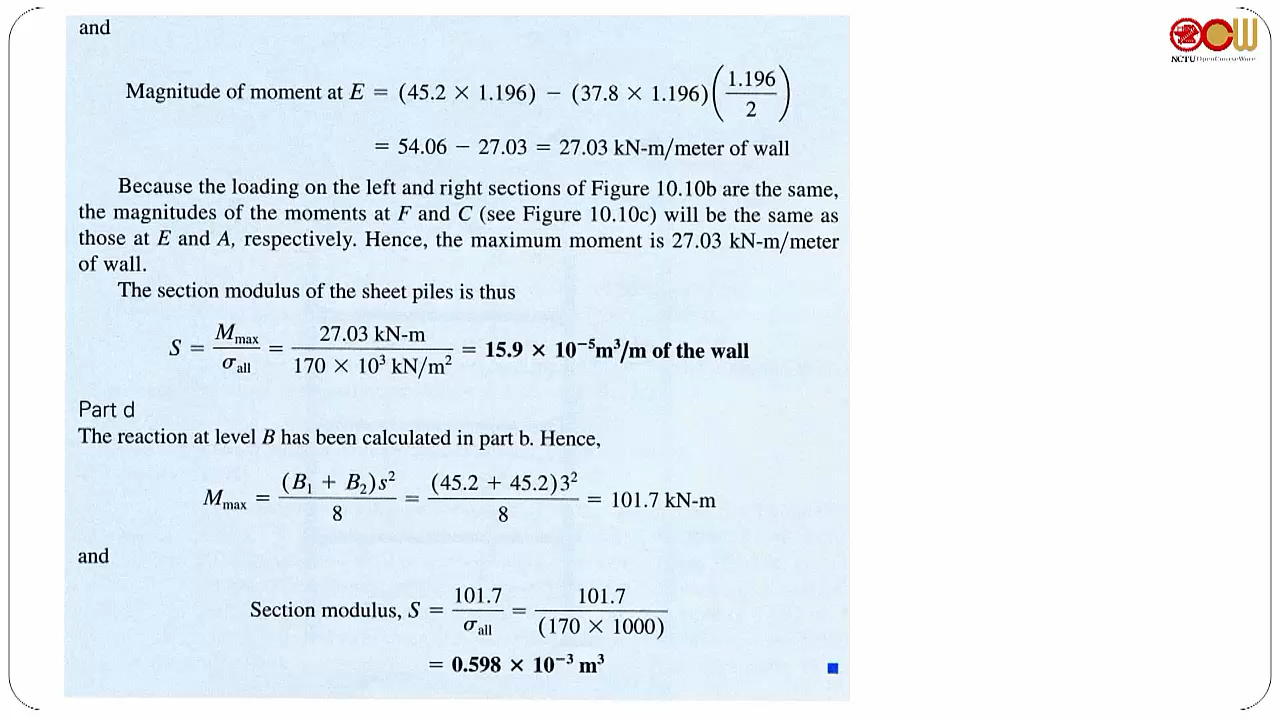 and
NCTU OpenCourseWare
Magnitude of moment at E = (45.2 × 1.196) − (37.8 × 1.196)(1.196/2)
= 54.06 − 27.03 = 27.03 kN-m/meter of wall
Because the loading on the left and right sections of Figure 10.10b are the same,
the magnitudes of the moments at F and C (see Figure 10.10c) will be the same as
those at E and A, respectively. Hence, the maximum moment is 27.03 kN-m/meter
of wall.
The section modulus of the sheet piles is thus
S = M_max/σ_all = 27.03 kN-m/170 × 10³ kN/m² = 15.9 × 10⁻⁵m³/m of the wall
Part d
The reaction at level B has been calculated in part b. Hence,
M_max = (B₁ + B₂)s²/8 = (45.2 + 45.2)3²/8 = 101.7 kN-m
and
Section modulus, S = 101.7/σ_all = 101.7/(170 × 1000)
= 0.598 × 10⁻³ m³